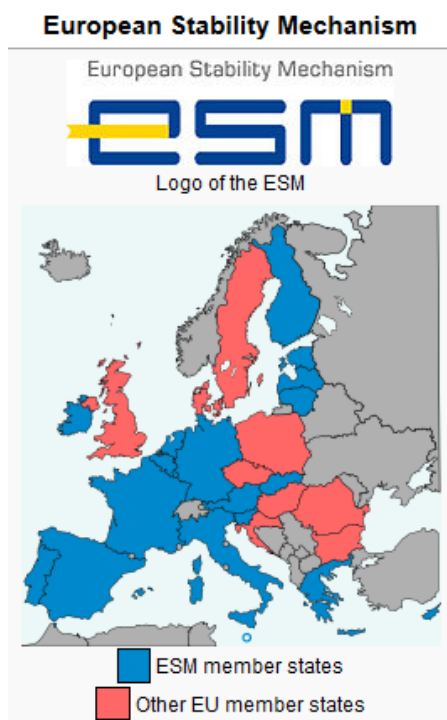 European Stability Mechanism
European Stability Mechanism
esm
Logo of the ESM
ESM member states
Other EU member states